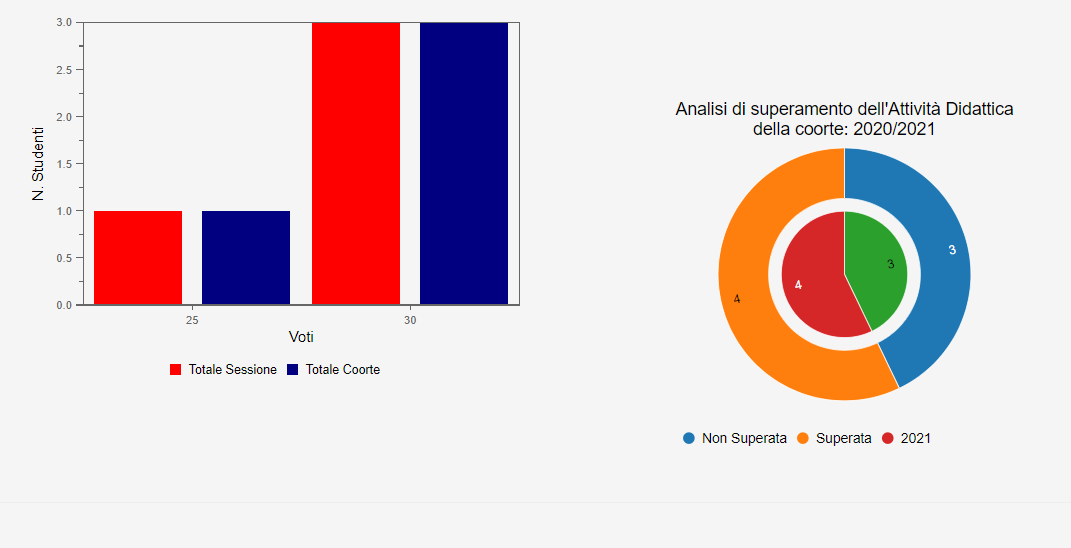 3.0
2.5
2.0
1.5
1.0
0.5
0.0
N. Studenti
25
30
Voti
Totale Sessione
Totale Coorte
Analisi di superamento dell'Attività Didattica
della coorte: 2020/2021
3
3
4
4
Non Superata
Superata
2021